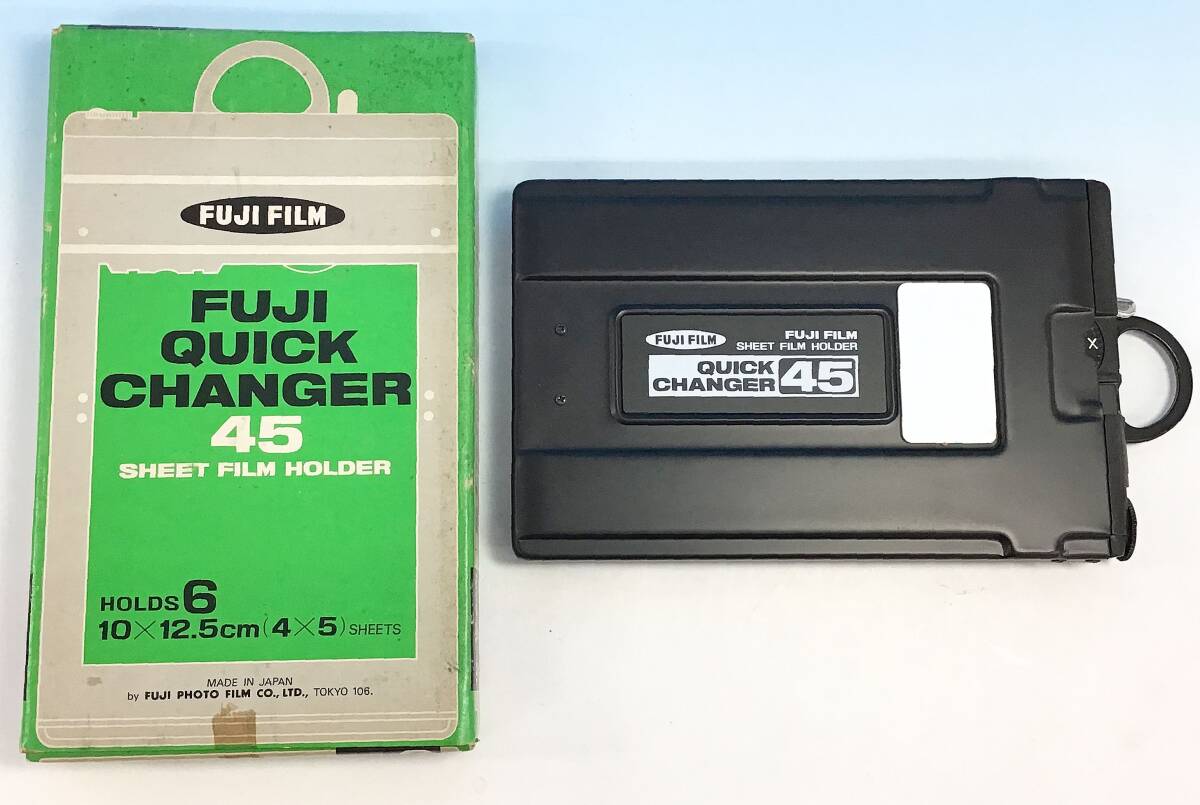 FUJI FILM
FUJI
QUICK
CHANGER
45
SHEET FILM HOLDER
HOLDS 6
10×12.5cm (4×5) SHEETS
MADE IN JAPAN
by FUJI PHOTO FILM CO., LTD., TOKYO 106.
FUJI FILM
FUJI FILM
SHEET FILM HOLDER
QUICK
CHANGER 45
X